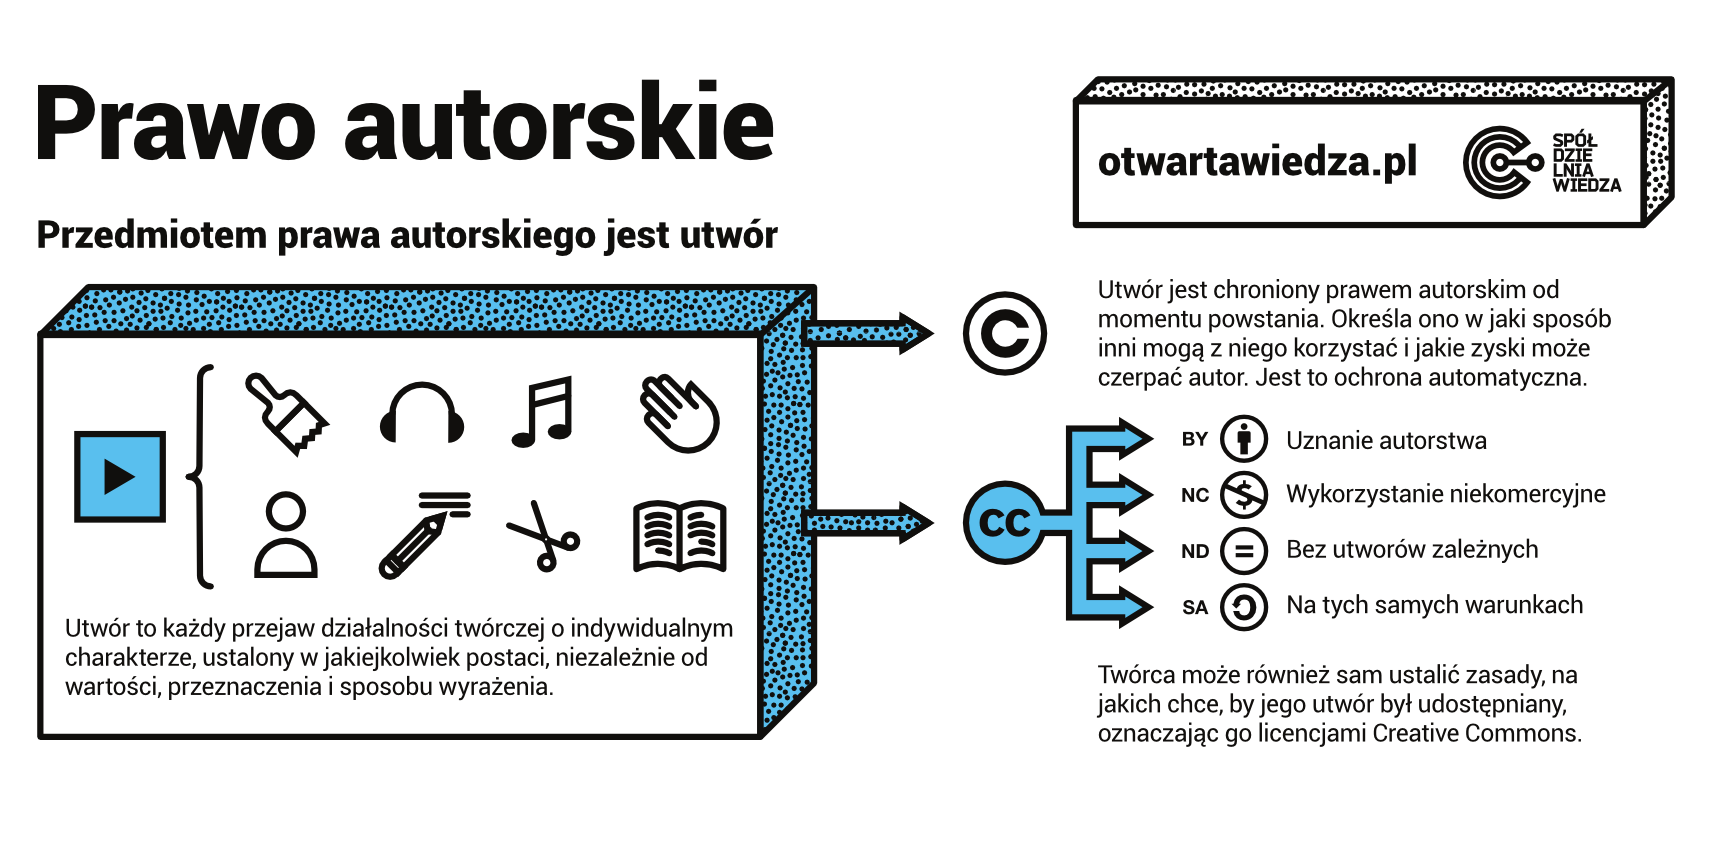 Prawo autorskie
otwartawiedza.pl
SPÓŁ
DZIE
LNIA
WIEDZA
Przedmiotem prawa autorskiego jest utwór
Utwór to każdy przejaw działalności twórczej o indywidualnym
charakterze, ustalony w jakiejkolwiek postaci, niezależnie od
wartości, przeznaczenia i sposobu wyrażenia.
C
Utwór jest chroniony prawem autorskim od
momentu powstania. Określa ono w jaki sposób
inni mogą z niego korzystać i jakie zyski może
czerpać autor. Jest to ochrona automatyczna.
CC
BY Uznanie autorstwa
NC $ Wykorzystanie niekomercyjne
ND = Bez utworów zależnych
SA Na tych samych warunkach
Twórca może również sam ustalić zasady, na
jakich chce, by jego utwór był udostępniany,
oznaczając go licencjami Creative Commons.